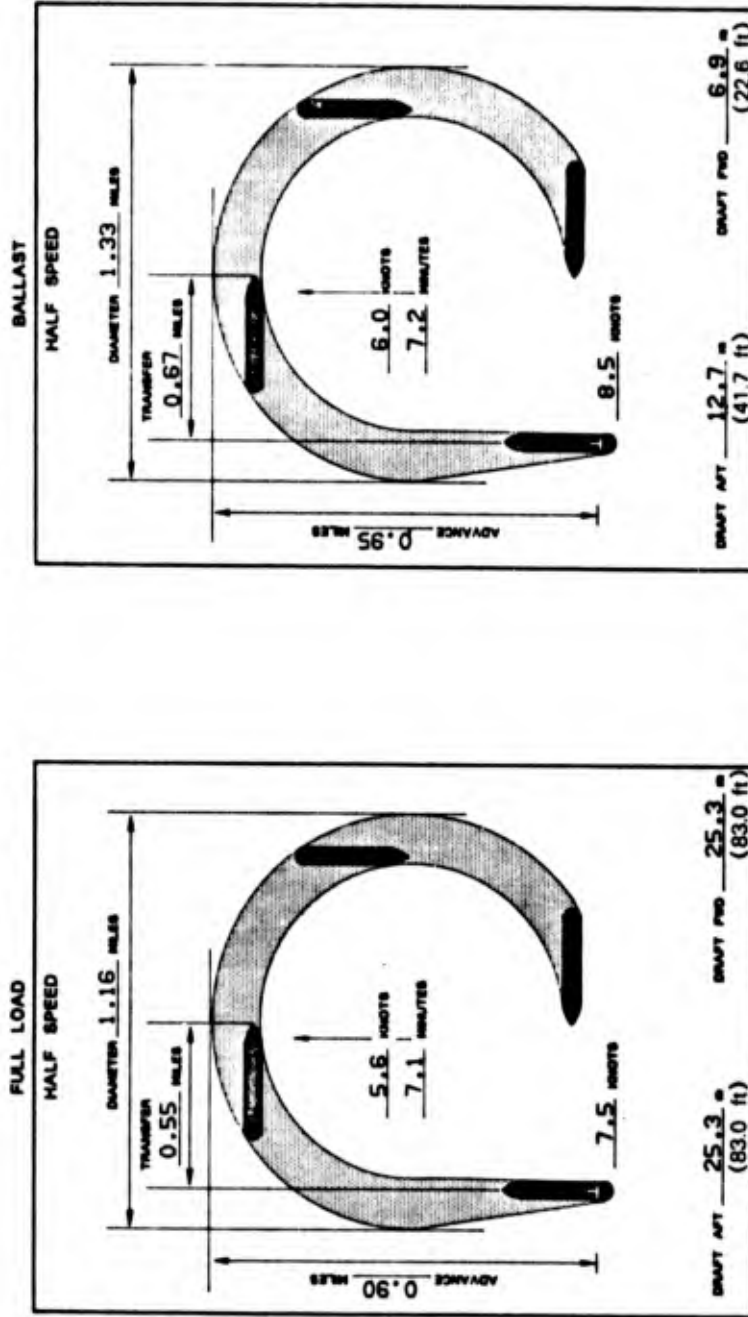 FULL LOAD
HALF SPEED
DIAMETER 1.16 MILES
TRANSFER
0.55 MILES
ADVANCE 0.90 MILES
5.6 KNOTS
7.1 MINUTES
7.5 KNOTS
DRAFT AFT 25.3 m
(83.0 ft)
DRAFT FWD 25.3 m
(83.0 ft)
BALLAST
HALF SPEED
DIAMETER 1.33 MILES
TRANSFER
0.67 MILES
ADVANCE 0.95 MILES
6.0 KNOTS
7.2 MINUTES
8.5 KNOTS
DRAFT AFT 12.7 m
(41.7 ft)
DRAFT FWD 6.9 m
(22.6 ft)